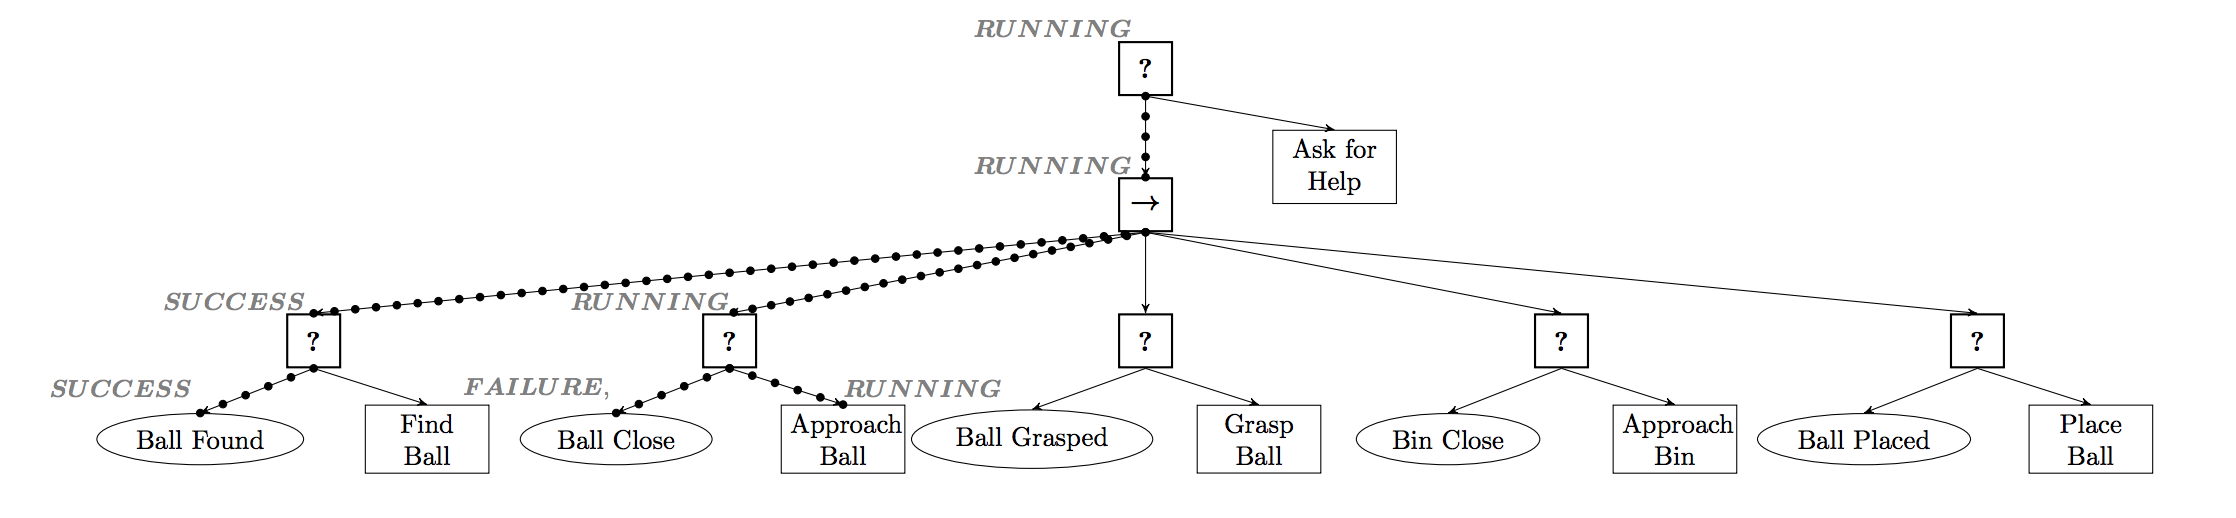 RUNNING
?
Ask for
Help
RUNNING
→
SUCCESS
?
RUNNING
?
?
?
?
SUCCESS
Ball Found
Find
Ball
FAILURE,
Ball Close
RUNNING
Approach
Ball
Ball Grasped
Grasp
Ball
Bin Close
Approach
Bin
Ball Placed
Place
Ball